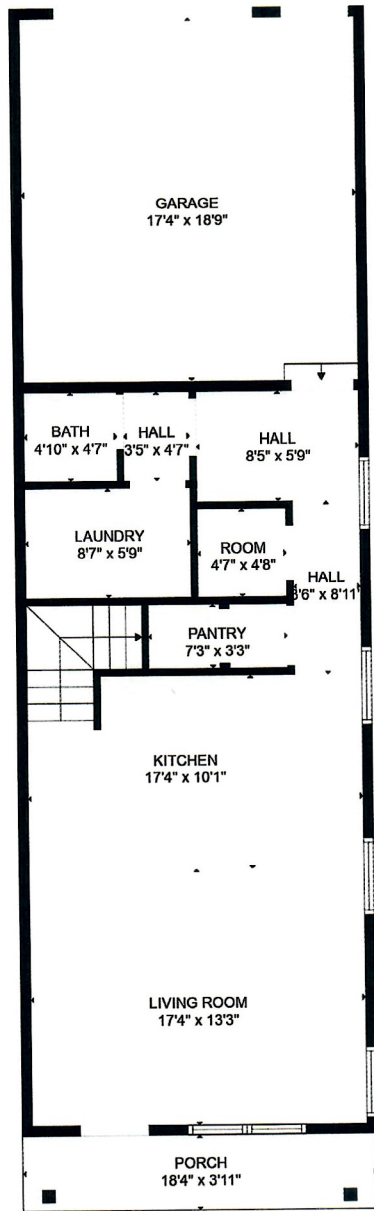 GARAGE
17'4" x 18'9"
BATH
4'10" x 4'7"
HALL
3'5" x 4'7"
HALL
8'5" x 5'9"
LAUNDRY
8'7" x 5'9"
ROOM
4'7" x 4'8"
HALL
3'6" x 8'11"
PANTRY
7'3" x 3'3"
KITCHEN
17'4" x 10'1"
LIVING ROOM
17'4" x 13'3"
PORCH
18'4" x 3'11"